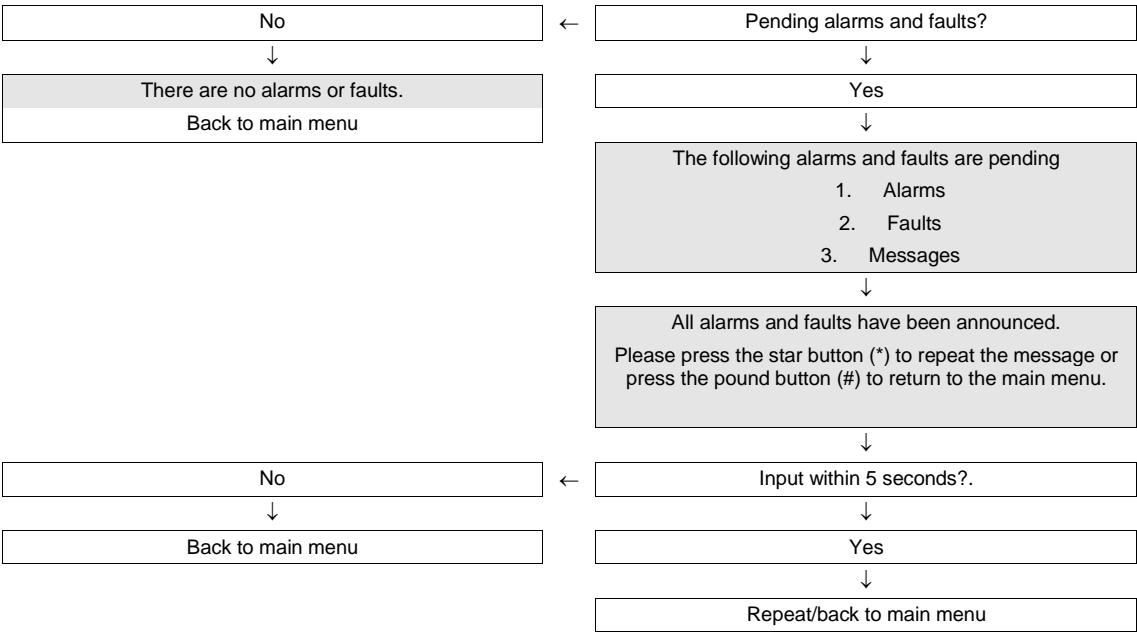 No ← Pending alarms and faults?
↓ ↓
There are no alarms or faults. Yes
Back to main menu ↓
The following alarms and faults are pending
1. Alarms
2. Faults
3. Messages
↓
All alarms and faults have been announced.
Please press the star button (*) to repeat the message or
press the pound button (#) to return to the main menu.
↓
No ← Input within 5 seconds?.
↓ ↓
Back to main menu Yes
↓
Repeat/back to main menu